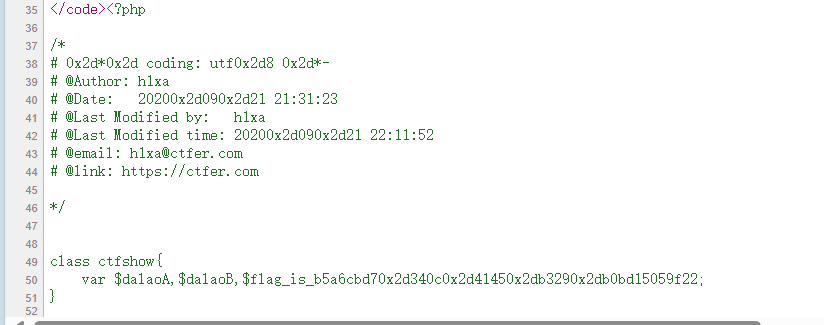 35 </code><?php
36
37 /*
38 # 0x2d*0x2d coding: utf0x2d8 0x2d*-
39 # @Author: h1xa
40 # @Date:   20200x2d090x2d21 21:31:23
41 # @Last Modified by:   h1xa
42 # @Last Modified time: 20200x2d090x2d21 22:11:52
43 # @email: h1xa@ctfer.com
44 # @link: https://ctfer.com
45
46 */
47
48
49 class ctfshow{
50     var $dalaoA,$dalaoB,$flag_is_b5a6cbd70x2d340c0x2d41450x2db3290x2db0bd15059f22;
51 }
52